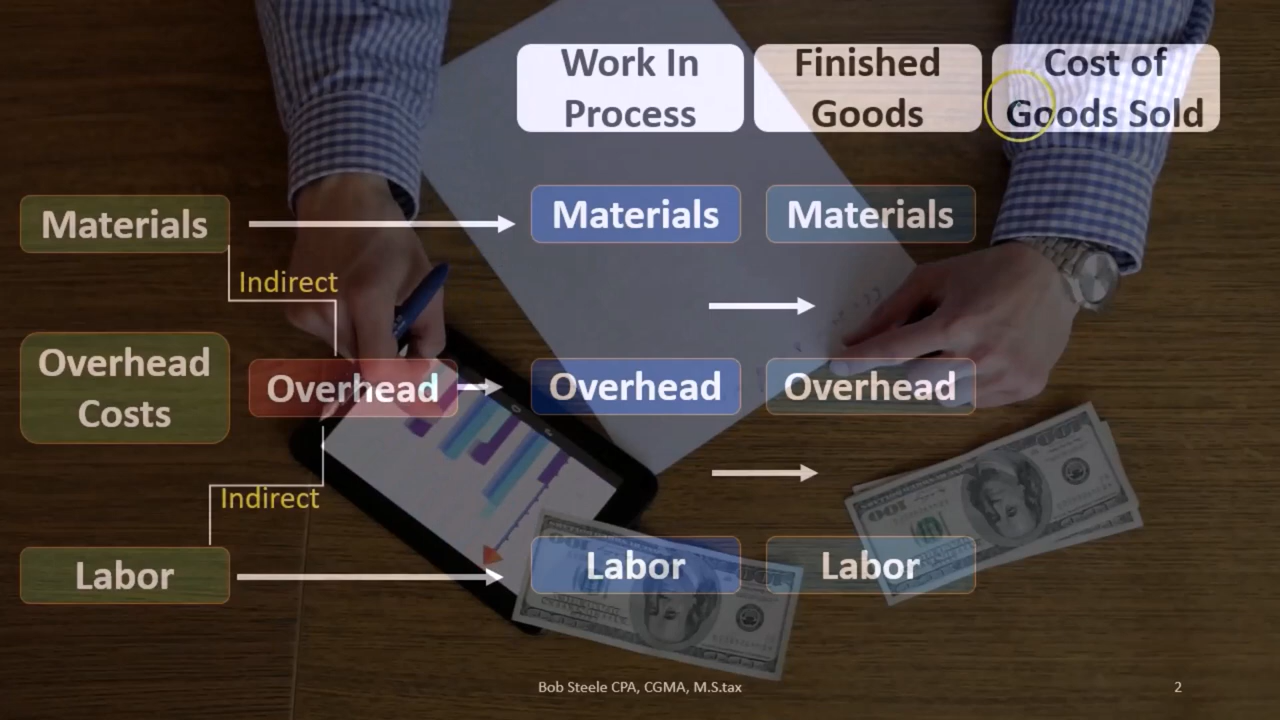 Work In
Process
Finished
Goods
Cost of
Goods Sold
Materials
Materials
Materials
Indirect
Overhead
Costs
Overhead
Overhead
Overhead
Indirect
Labor
Labor
Labor
Bob Steele CPA, CGMA, M.S.tax
2